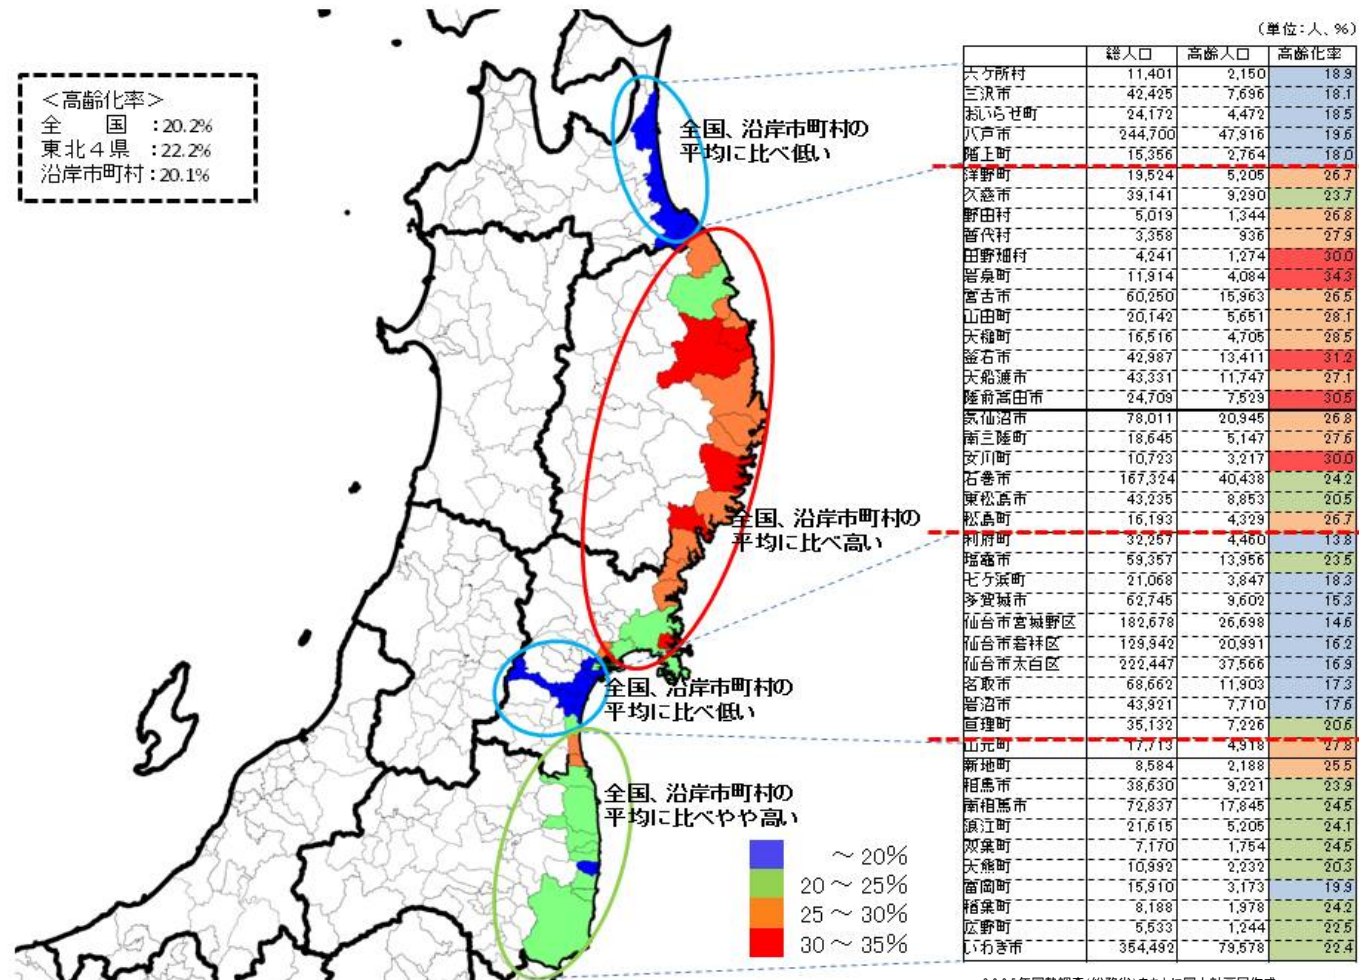 （単位：人、％）
総人口 高齢人口 高齢化率
六ケ所村 11,401 2,150 18.9
三沢市 42,425 7,696 18.1
おいらせ町 24,172 4,472 18.5
八戸市 244,700 47,916 19.6
階上町 15,356 2,764 18.0
洋野町 19,524 5,205 26.7
久慈市 39,141 9,290 23.7
野田村 5,019 1,344 26.8
普代村 3,358 936 27.9
田野畑村 4,241 1,274 30.0
岩泉町 11,914 4,084 34.3
宮古市 60,250 15,963 26.5
山田町 20,142 5,651 28.1
大槌町 16,516 4,705 28.5
釜石市 42,987 13,411 31.2
大船渡市 43,331 11,747 27.1
陸前高田市 24,709 7,529 30.5
気仙沼市 78,011 20,945 26.8
南三陸町 18,645 5,147 27.6
女川町 10,723 3,217 30.0
石巻市 167,324 40,438 24.2
東松島市 43,235 8,853 20.5
松島町 16,193 4,329 26.7
利府町 32,257 4,460 13.8
塩竈市 59,357 13,956 23.5
七ケ浜町 21,068 3,847 18.3
多賀城市 62,745 9,602 15.3
仙台市宮城野区 182,678 26,698 14.6
仙台市若林区 129,942 20,991 16.2
仙台市太白区 222,447 37,566 16.9
名取市 68,662 11,903 17.3
岩沼市 43,921 7,710 17.6
亘理町 35,132 7,226 20.6
山元町 17,713 4,918 27.8
新地町 8,584 2,188 25.5
相馬市 38,630 9,221 23.9
南相馬市 72,837 17,845 24.5
浪江町 21,615 5,205 24.1
双葉町 7,170 1,754 24.5
大熊町 10,992 2,232 20.3
富岡町 15,910 3,173 19.9
楢葉町 8,188 1,978 24.2
広野町 5,533 1,244 22.5
いわき市 354,492 79,578 22.4
＜高齢化率＞
全　国：20.2%
東北４県：22.2%
沿岸市町村：20.1%
全国、沿岸市町村の
平均に比べ低い
全国、沿岸市町村の
平均に比べ高い
全国、沿岸市町村の
平均に比べ低い
全国、沿岸市町村の
平均に比べやや高い
～20%
20～25%
25～30%
30～35%